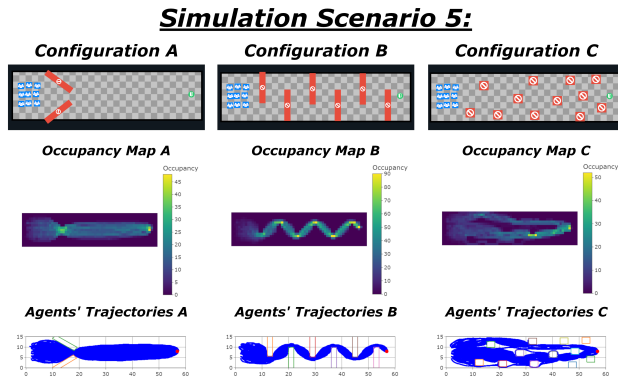 Simulation Scenario 5:
Configuration A
Configuration B
Configuration C
Occupancy Map A
Occupancy Map B
Occupancy Map C
Occupancy
45
40
35
30
25
20
15
10
5
0
Occupancy
90
80
70
60
50
40
30
20
10
0
Occupancy
50
40
30
20
10
0
Agents' Trajectories A
Agents' Trajectories B
Agents' Trajectories C
15
10
5
0
0 10 20 30 40 50 60
15
10
5
0
0 10 20 30 40 50 60
15
10
5
0
0 10 20 30 40 50 60